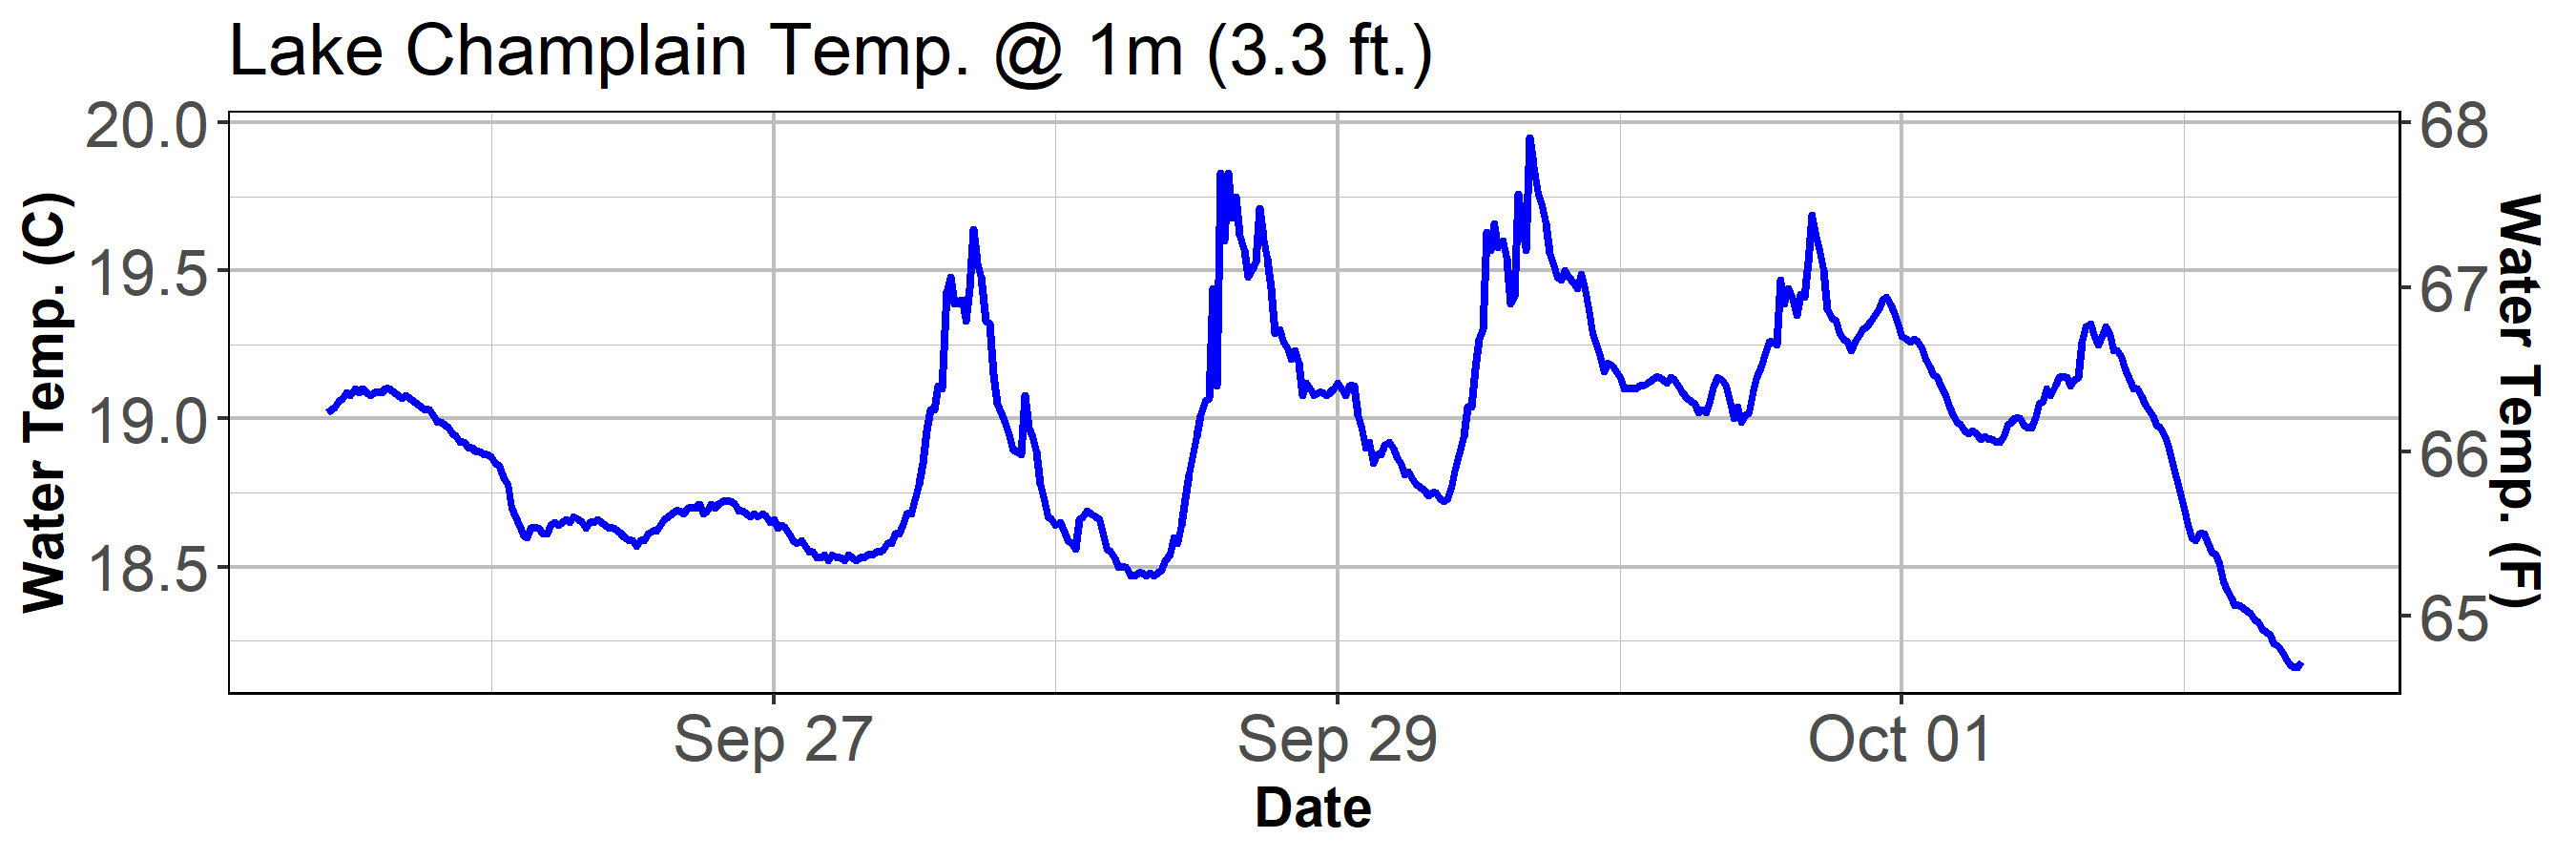 Lake Champlain Temp. @ 1m (3.3 ft.)
Water Temp. (C)
20.0
19.5
19.0
18.5
68
67
66
65
Water Temp. (F)
Sep 27
Sep 29
Oct 01
Date